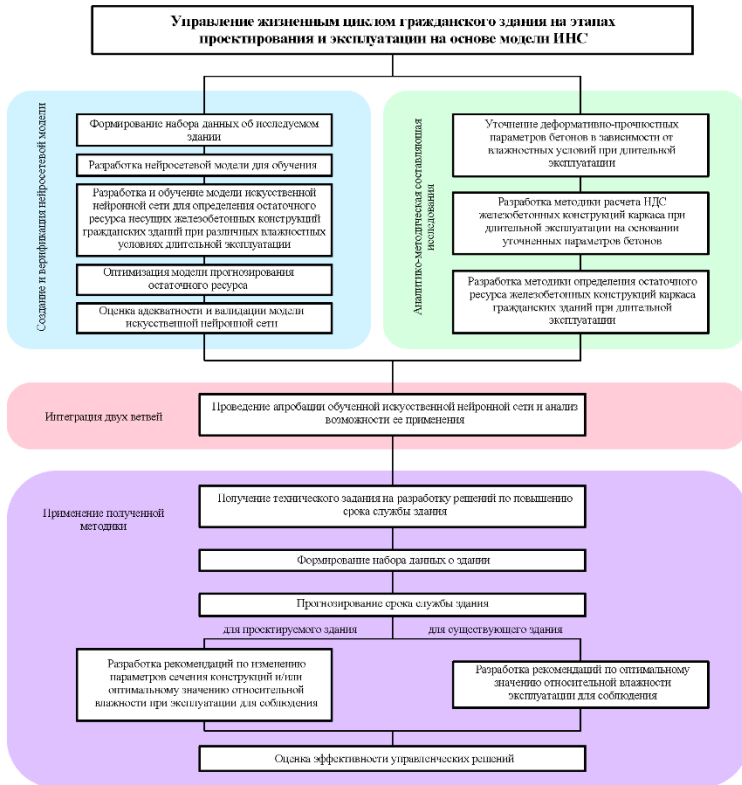 Управление жизненным циклом гражданского здания на этапах
проектирования и эксплуатации на основе модели ИНС
Создание и верификация нейросетевой модели
Формирование набора данных об исследуемом
здании
Разработка нейросетевой модели для обучения
Разработка и обучение модели искусственной
нейронной сети для определения остаточного
ресурса несущих железобетонных конструкций
гражданских зданий при различных влажностных
условиях длительной эксплуатации
Оптимизация модели прогнозирования
остаточного ресурса
Оценка адекватности и валидации модели
искусственной нейронной сети
Аналитико-методическая составляющая
исследования
Уточнение деформативно-прочностных
параметров бетонов в зависимости от
влажностных условий при длительной
эксплуатации
Разработка методики расчета НДС
железобетонных конструкций каркаса при
длительной эксплуатации на основании
уточненных параметров бетонов
Разработка методики определения остаточного
ресурса железобетонных конструкций каркаса
гражданских зданий при длительной
эксплуатации
Интеграция двух ветвей
Проведение апробации обученной искусственной нейронной сети и анализ
возможности ее применения
Применение полученной
методики
Получение технического задания на разработку решений по повышению
срока службы здания
Формирование набора данных о здании
Прогнозирование срока службы здания
для проектируемого здания
для существующего здания
Разработка рекомендаций по изменению
параметров сечения конструкций и/или
оптимальному значению относительной
влажности при эксплуатации для соблюдения
Разработка рекомендаций по оптимальному
значению относительной влажности
эксплуатации для соблюдения
Оценка эффективности управленческих решений